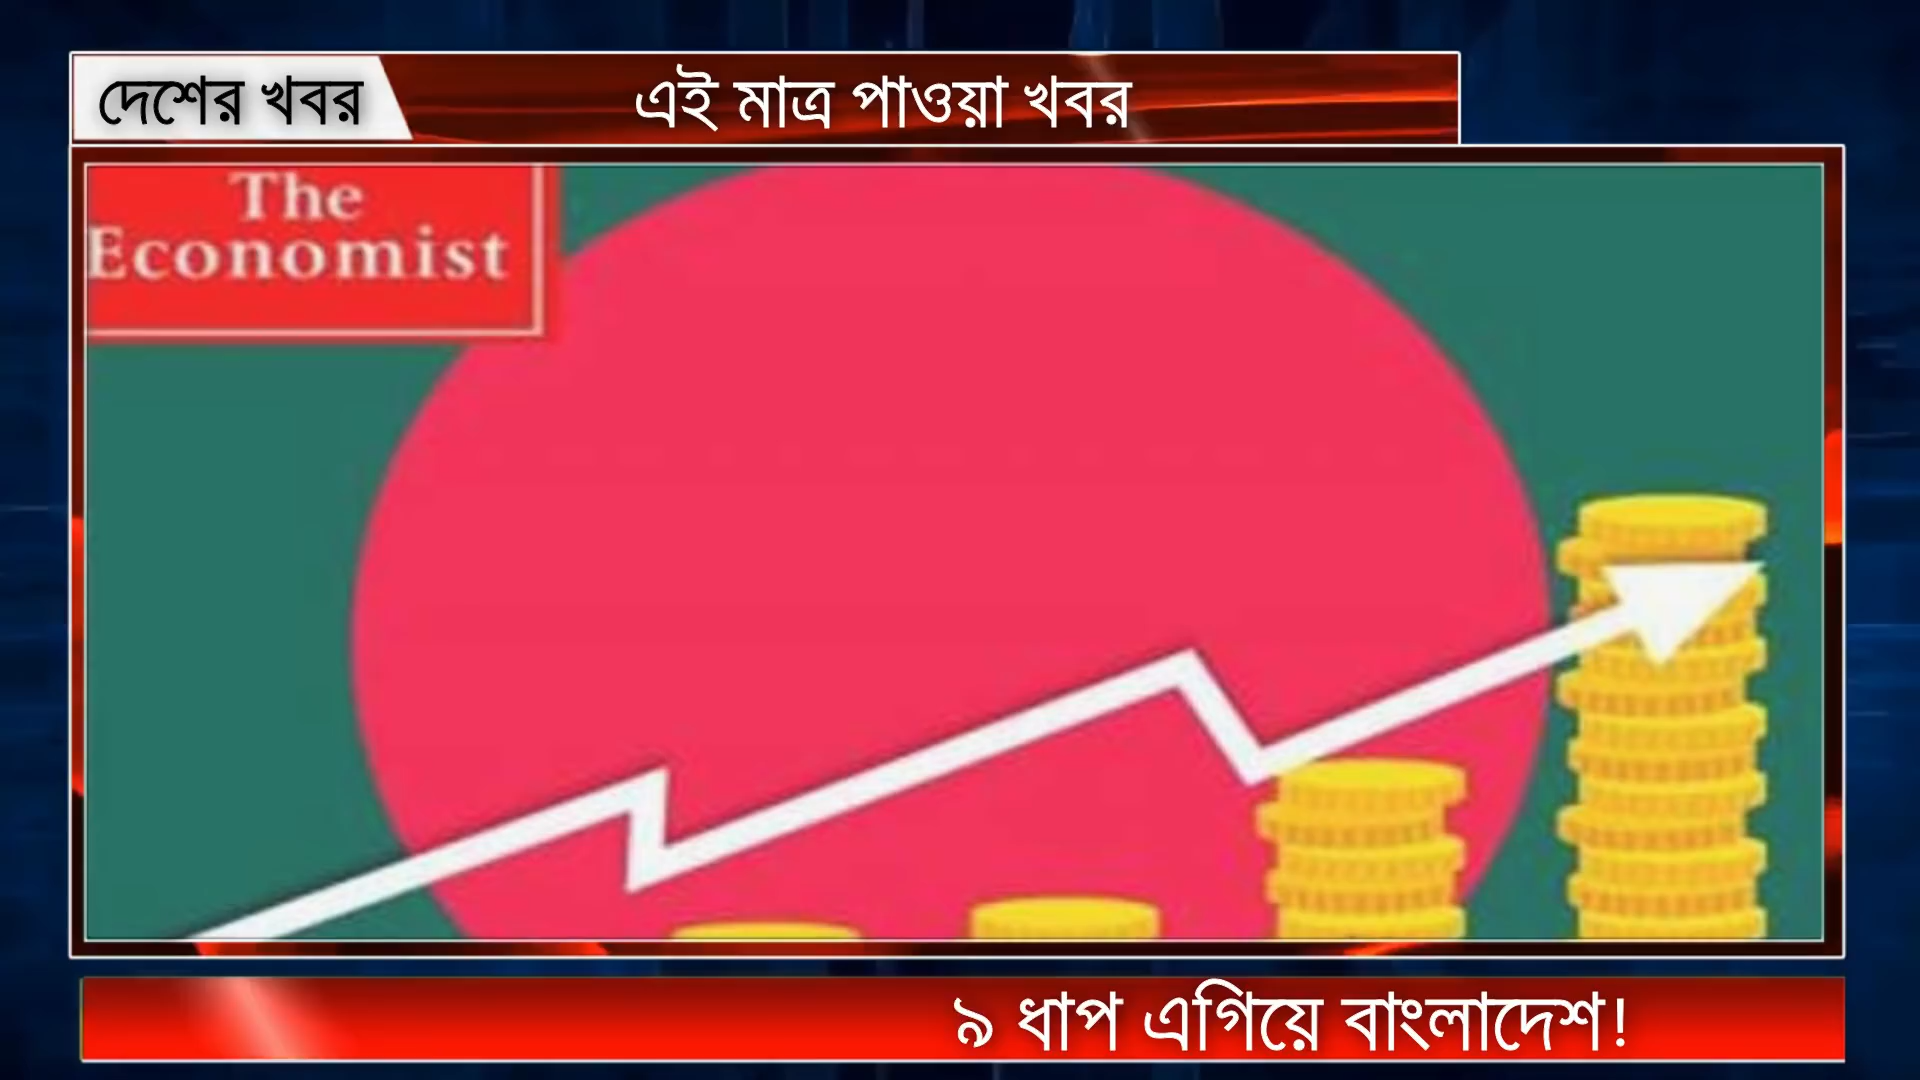 দেশের খবর
এই মাত্র পাওয়া খবর
The
Economist
৯ ধাপ এগিয়ে বাংলাদেশ!